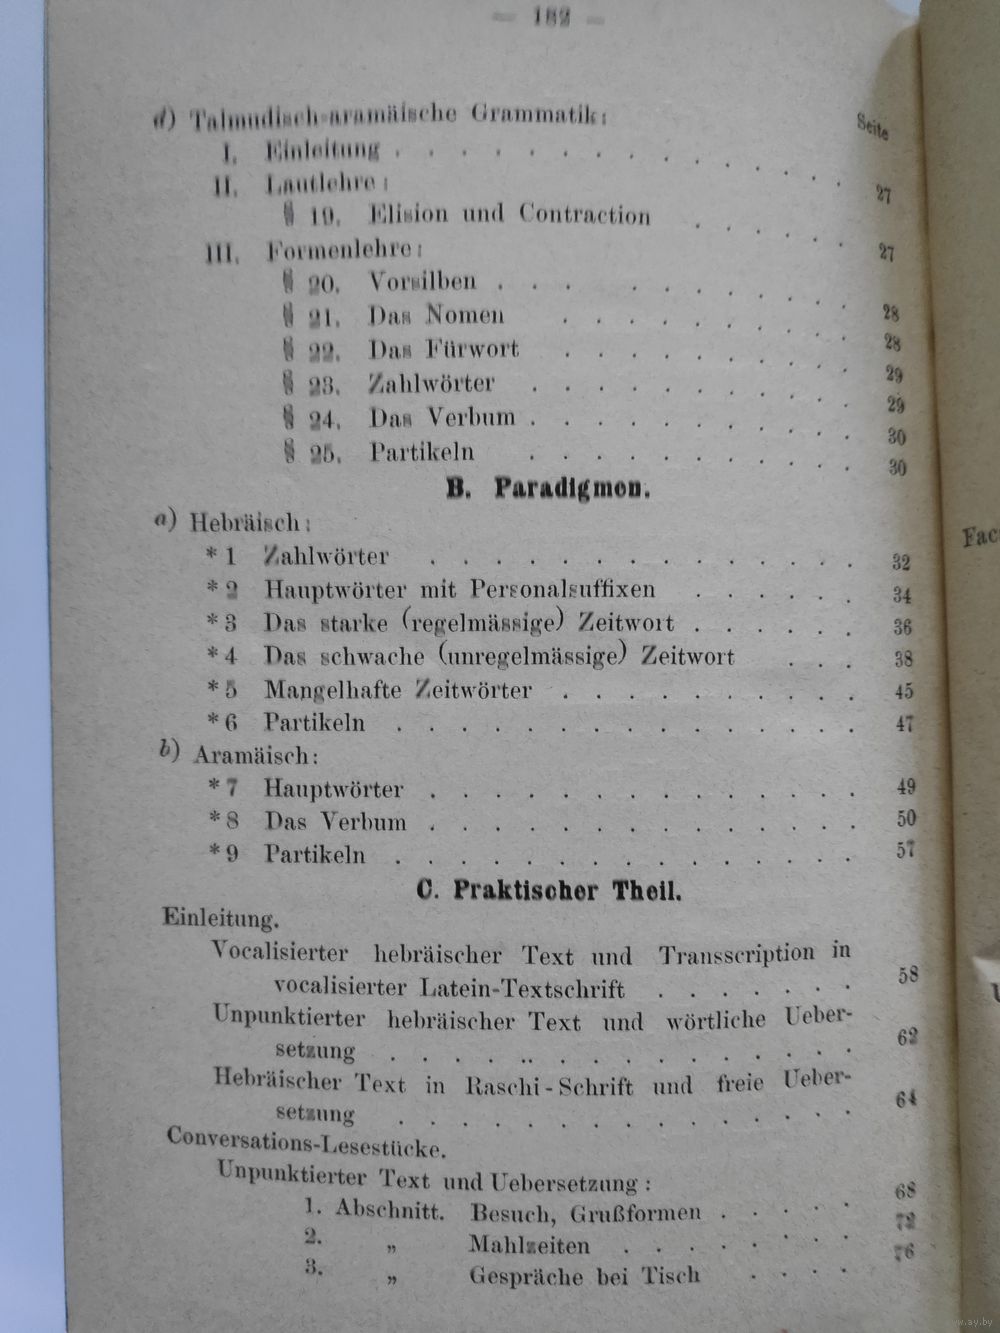 — 182 —
Seite
d) Talmudisch-aramäische Grammatik:
I. Einleitung . . . . . . . . . . . . . . 27
II. Lautlehre:
§ 19. Elision und Contraction . . . . . 27
III. Formenlehre:
§ 20. Vorsilben . . . . . . . . . . . 28
§ 21. Das Nomen . . . . . . . . . . 28
§ 22. Das Fürwort . . . . . . . . . 29
§ 23. Zahlwörter . . . . . . . . . . 29
§ 24. Das Verbum . . . . . . . . . . 30
§ 25. Partikeln . . . . . . . . . . 30
B. Paradigmen.
a) Hebräisch:
*1 Zahlwörter . . . . . . . . . . . . . 32
*2 Hauptwörter mit Personalsuffixen . . . . . . 34
*3 Das starke (regelmässige) Zeitwort . . . . . 36
*4 Das schwache (unregelmässige) Zeitwort . . . 38
*5 Mangelhafte Zeitwörter . . . . . . . . . 45
*6 Partikeln . . . . . . . . . . . . . . 47
b) Aramäisch:
*7 Hauptwörter . . . . . . . . . . . . . 49
*8 Das Verbum . . . . . . . . . . . . . 50
*9 Partikeln . . . . . . . . . . . . . . 57
C. Praktischer Theil.
Einleitung.
Vocalisierter hebräischer Text und Transscription in
vocalisierter Latein-Textschrift . . . . . . . 58
Unpunktierter hebräischer Text und wörtliche Ueber-
setzung . . . . . . . . . . . . . . 62
Hebräischer Text in Raschi-Schrift und freie Ueber-
setzung . . . . . . . . . . . . . . 64
Conversations-Lesestücke.
Unpunktierter Text und Uebersetzung:
1. Abschnitt. Besuch, Grußformen . . . . . 68
2. „ Mahlzeiten . . . . . . . 72
3. „ Gespräche bei Tisch . . . . 76
Fac
ay.by